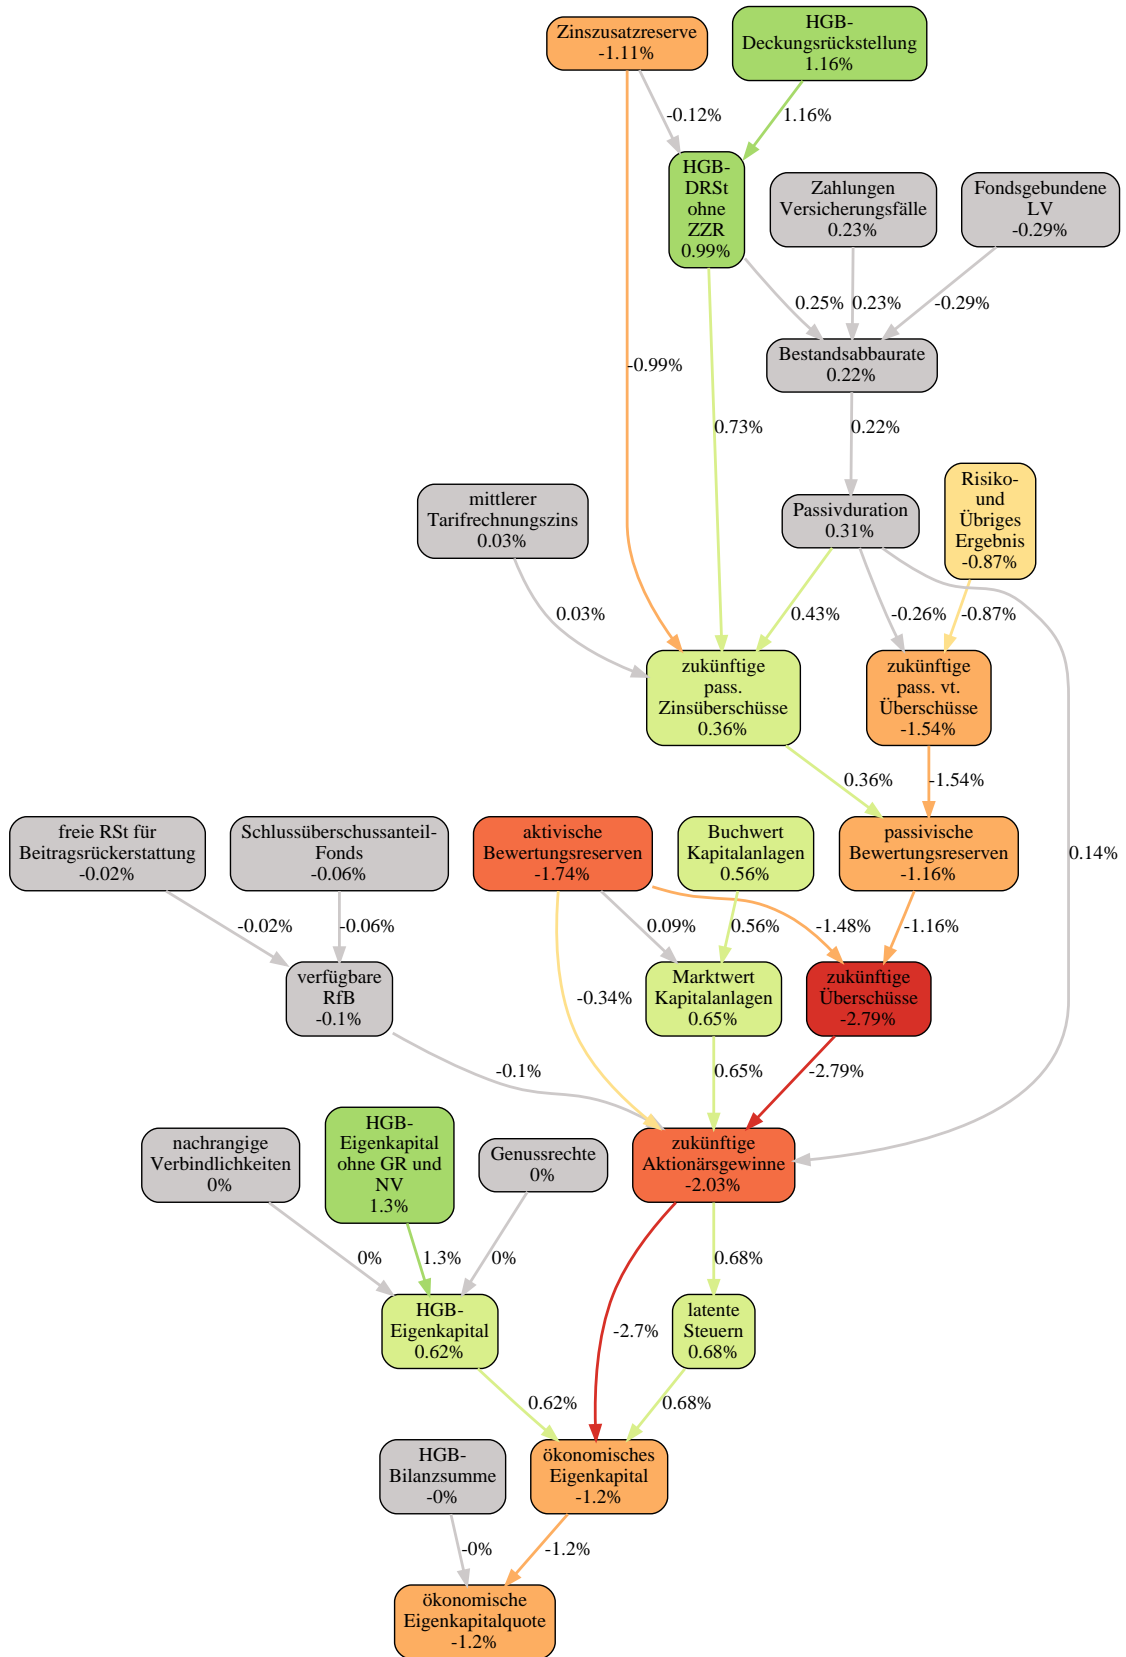 Zinszusatzreserve
-1.11%
HGB-
Deckungsrückstellung
1.16%
-0.12%
1.16%
HGB-
DRSt
ohne
ZZR
0.99%
Zahlungen
Versicherungsfälle
0.23%
Fondsgebundene
LV
-0.29%
0.25%
0.23%
-0.29%
Bestandsabbaurate
0.22%
-0.99%
0.73%
0.22%
mittlerer
Tarifrechnungszins
0.03%
Passivduration
0.31%
Risiko-
und
Übriges
Ergebnis
-0.87%
0.03%
0.43%
-0.26%
-0.87%
zukünftige
pass.
Zinsüberschüsse
0.36%
zukünftige
pass. vt.
Überschüsse
-1.54%
0.36%
-1.54%
freie RSt für
Beitragsrückerstattung
-0.02%
Schlussüberschussanteil-
Fonds
-0.06%
aktivische
Bewertungsreserven
-1.74%
Buchwert
Kapitalanlagen
0.56%
passivische
Bewertungsreserven
-1.16%
0.14%
-0.02%
-0.06%
0.09%
0.56%
-1.48%
-1.16%
verfügbare
RfB
-0.1%
-0.34%
Marktwert
Kapitalanlagen
0.65%
zukünftige
Überschüsse
-2.79%
-0.1%
0.65%
-2.79%
nachrangige
Verbindlichkeiten
0%
HGB-
Eigenkapital
ohne GR und
NV
1.3%
Genussrechte
0%
zukünftige
Aktionärsgewinne
-2.03%
0%
1.3%
0%
0.68%
HGB-
Eigenkapital
0.62%
-2.7%
latente
Steuern
0.68%
0.62%
0.68%
HGB-
Bilanzsumme
-0%
ökonomisches
Eigenkapital
-1.2%
-0%
-1.2%
ökonomische
Eigenkapitalquote
-1.2%